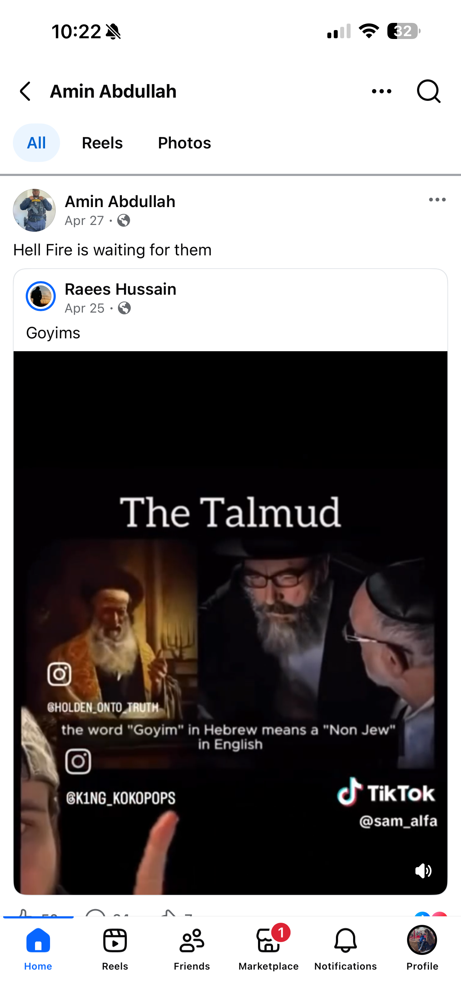 10:22
32
Amin Abdullah
All Reels Photos
Amin Abdullah
Apr 27 ·
Hell Fire is waiting for them
Raees Hussain
Apr 25 ·
Goyims
The Talmud
@HOLDEN_ONTO_TRUTH
the word "Goyim" in Hebrew means a "Non Jew"
in English
@K1NG_KOKOPOPS
TikTok
@sam_alfa
1
Home Reels Friends Marketplace Notifications Profile